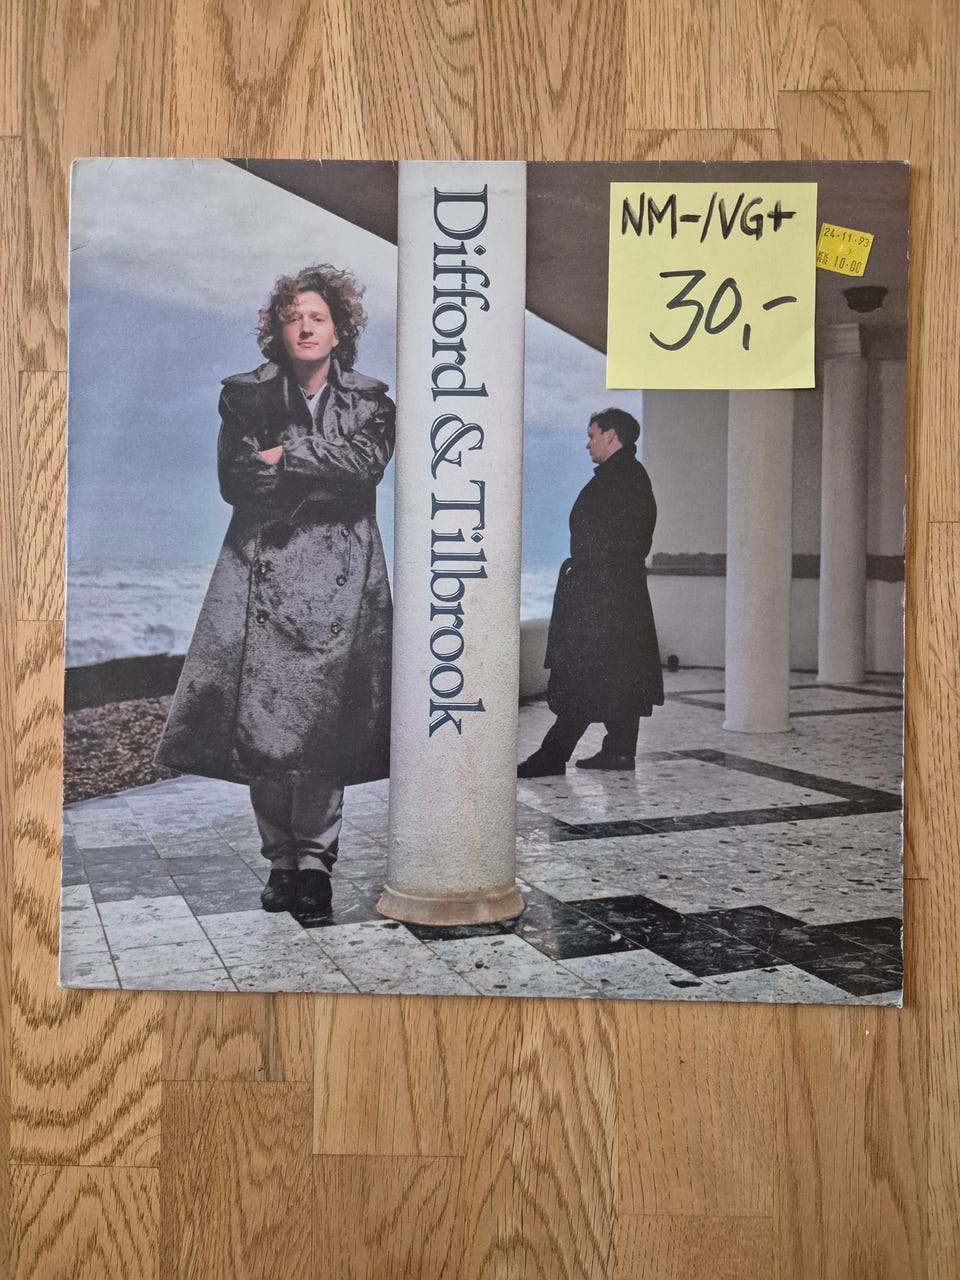 Difford & Tilbrook
NM-/VG+
30,-
24-11-93
10-00